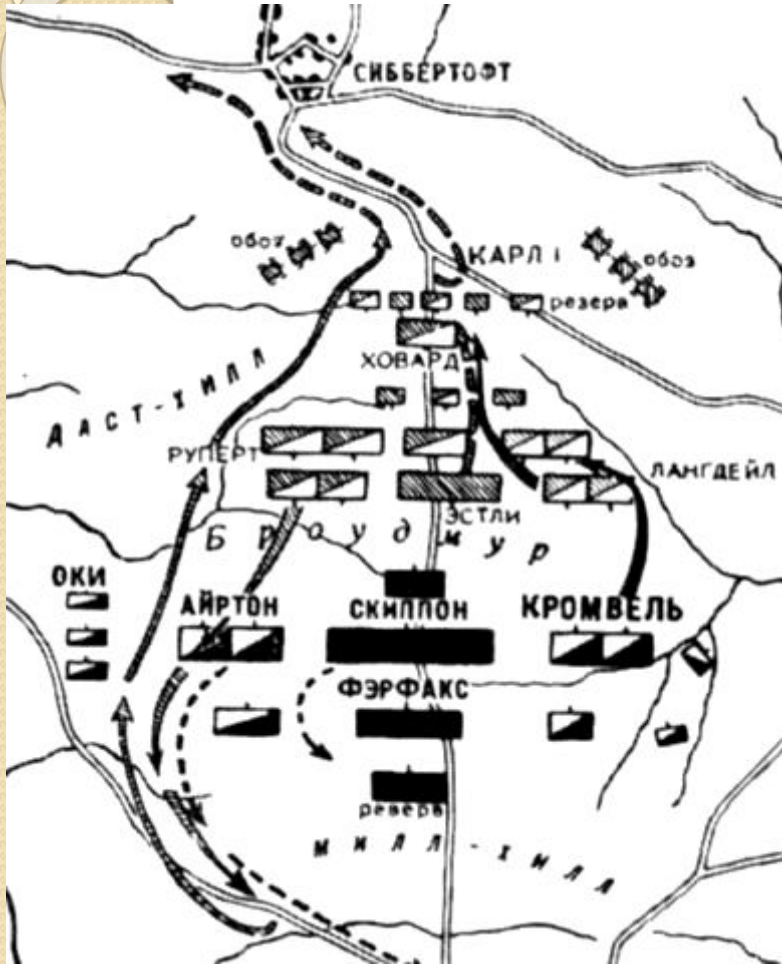 СИББЕРТОФТ
обоз
КАРЛ I
обоз
резерв
ХОВАРД
ДАСТ-ХИЛЛ
РУПЕРТ
ЛАНГДЕЙЛ
ЭСТЛИ
Броудмур
ОКИ
АЙРТОН
СКИППОН
КРОМВЕЛЬ
ФЭРФАКС
резерв
МИЛЛ-ХИЛЛ